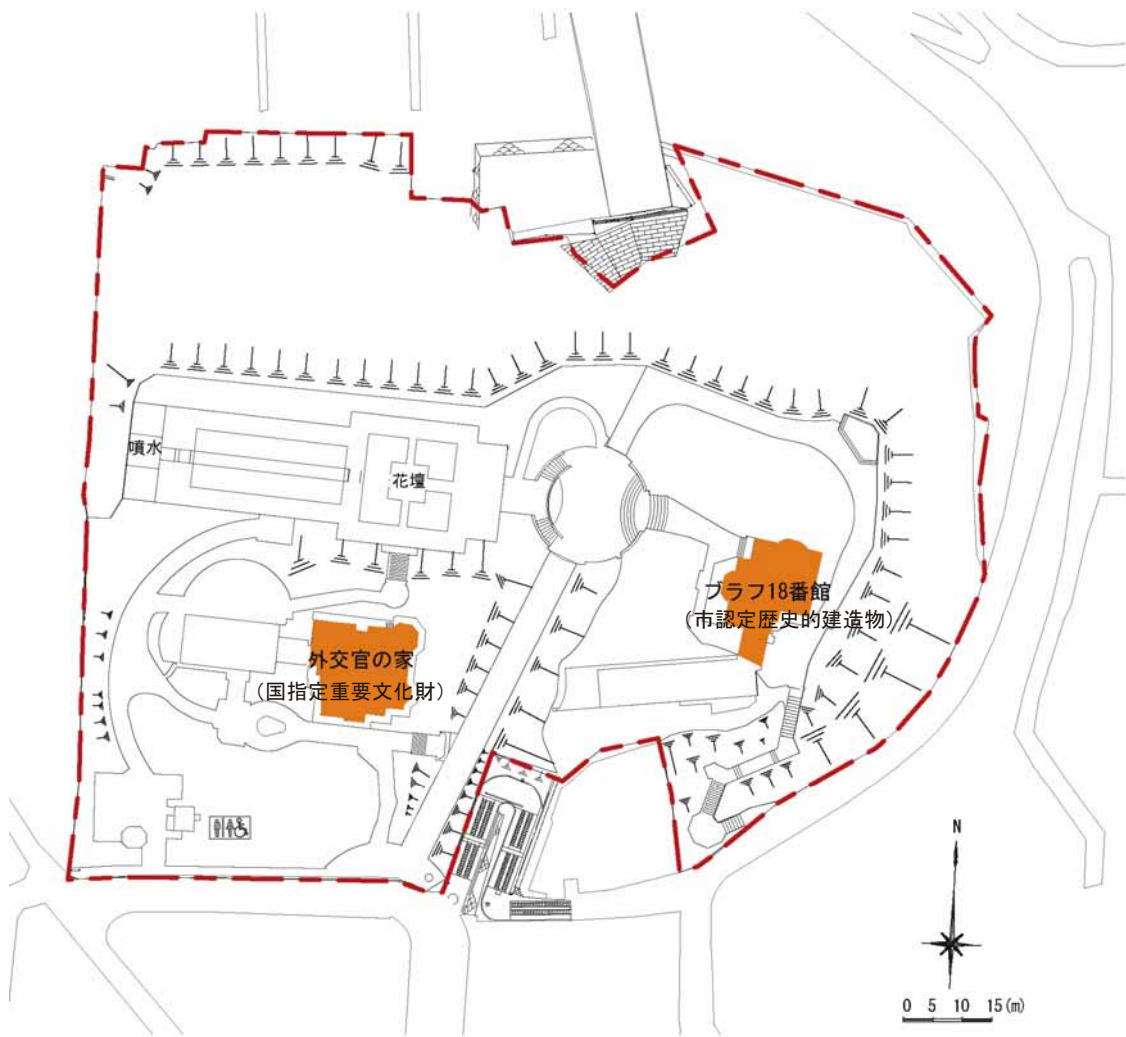 噴水
花壇
ブラフ18番館
(市認定歴史的建造物)
外交官の家
(国指定重要文化財)
N
0 5 10 15(m)